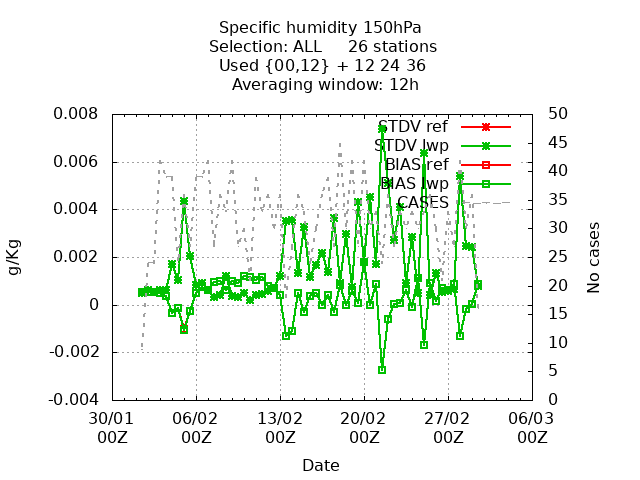 Specific humidity 150hPa
Selection: ALL     26 stations
Used {00,12} + 12 24 36
Averaging window: 12h
0.008
0.006
0.004
0.002
0
-0.002
-0.004
g/Kg
STDV ref
STDV lwp
BIAS ref
BIAS lwp
CASES
50
45
40
35
30
25
20
15
10
5
0
No cases
30/01 06/02 13/02 20/02 27/02 06/03
00Z 00Z 00Z 00Z 00Z 00Z
Date